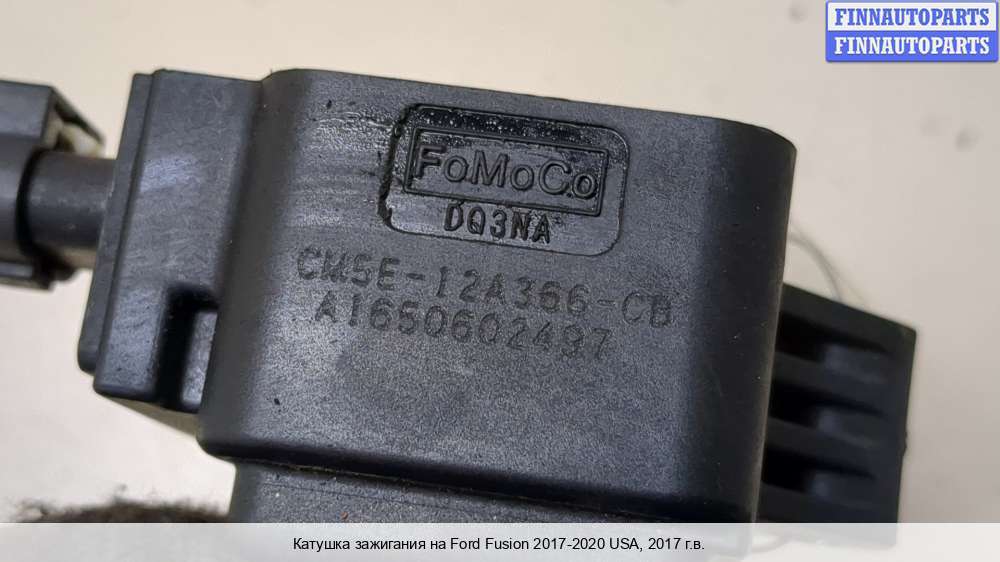 FINNAUTOPARTS
FINNAUTOPARTS
FoMoCo
DQ3NA
CM5E-12A366-CB
A1650602497
Катушка зажигания на Ford Fusion 2017-2020 USA, 2017 г.в.